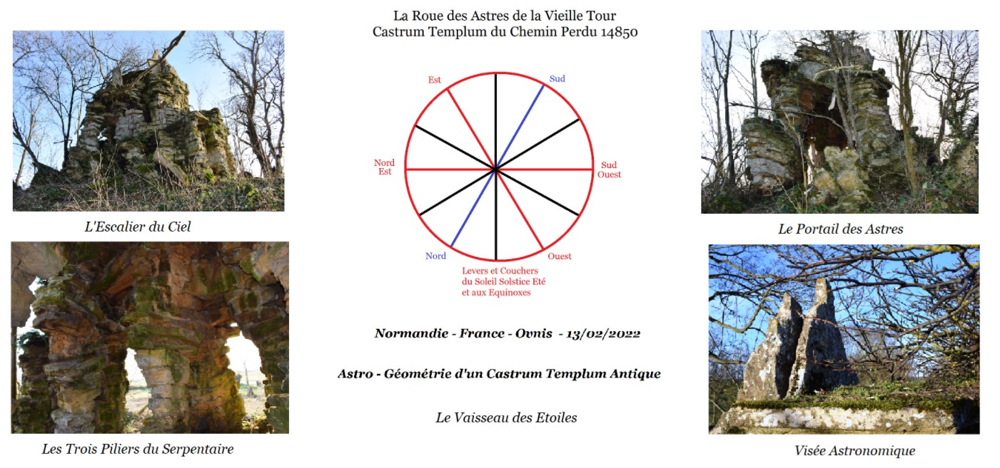 La Roue des Astres de la Vieille Tour
Castrum Templum du Chemin Perdu 14850
Est
Sud
Nord
Est
Sud
Ouest
Nord
Ouest
Levers et Couchers
du Soleil Solstice Eté
et aux Equinoxes
L'Escalier du Ciel
Le Portail des Astres
Normandie - France - Ovnis - 13/02/2022
Astro - Géométrie d'un Castrum Templum Antique
Le Vaisseau des Etoiles
Les Trois Piliers du Serpentaire
Visée Astronomique